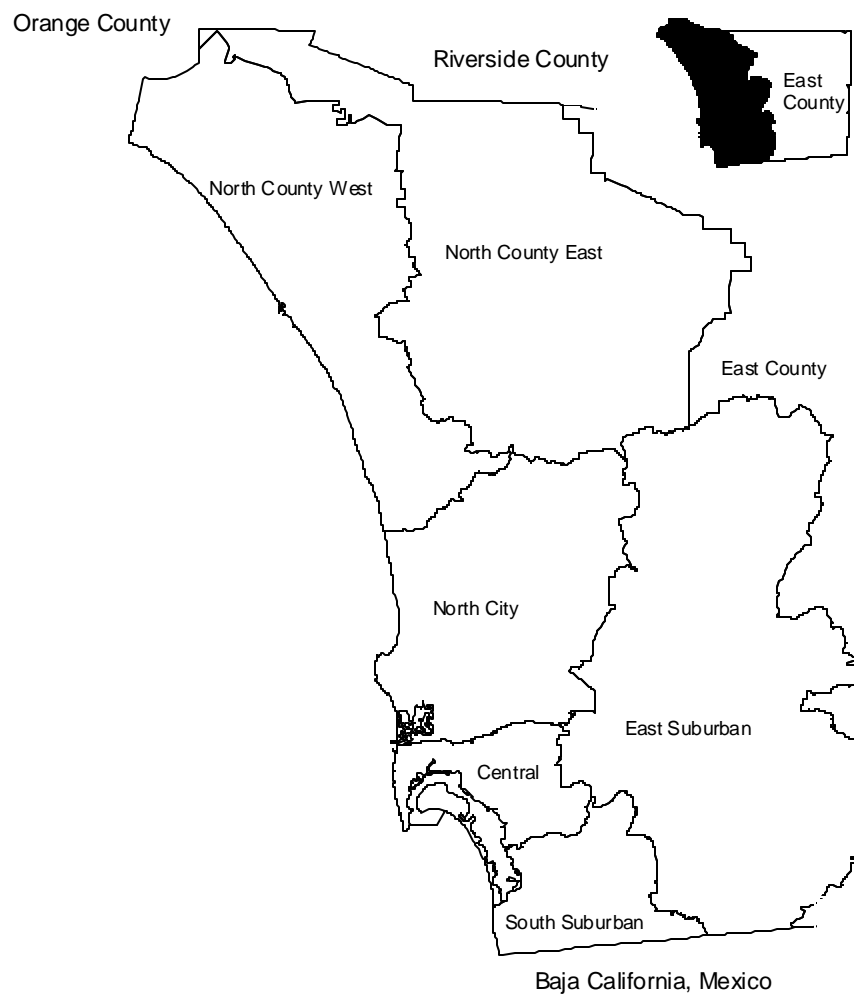 Orange County
Riverside County
East
County
North County West
North County East
East County
North City
East Suburban
Central
South Suburban
Baja California, Mexico